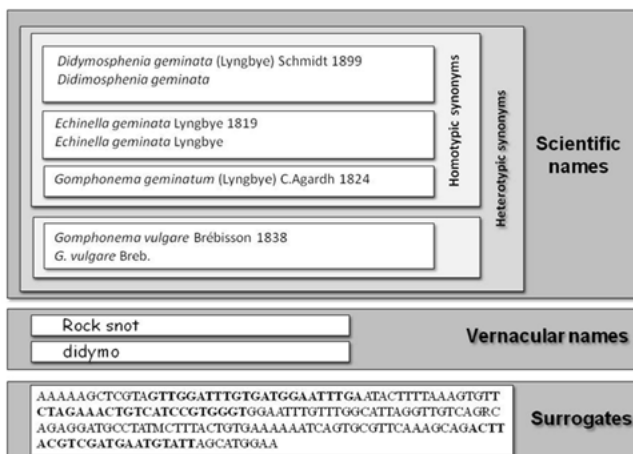 Didymosphenia geminata (Lyngbye) Schmidt 1899
Didimosphenia geminata
Echinella geminata Lyngbye 1819
Echinella geminata Lyngbye
Gomphonema geminatum (Lyngbye) C.Agardh 1824
Homotypic synonyms
Gomphonema vulgare Brébisson 1838
G. vulgare Breb.
Heterotypic synonyms
Scientific
names
Rock snot
didymo
Vernacular names
AAAAAGCTCGTAGTTGGATTTGTGATGGAATTTGAATACTTTTAAAGTGTT
CTAGAAACTGTCATCCGTGGGTGGAATTTGTTTGGCATTAGGTTGTCAGRC
AGAGGATGCCTATMCTTTACTGTGAAAAAATCAGTGCGTTCAAAGCAGACTT
TACGTCGATGAATGTATTAGCATGGAA
Surrogates